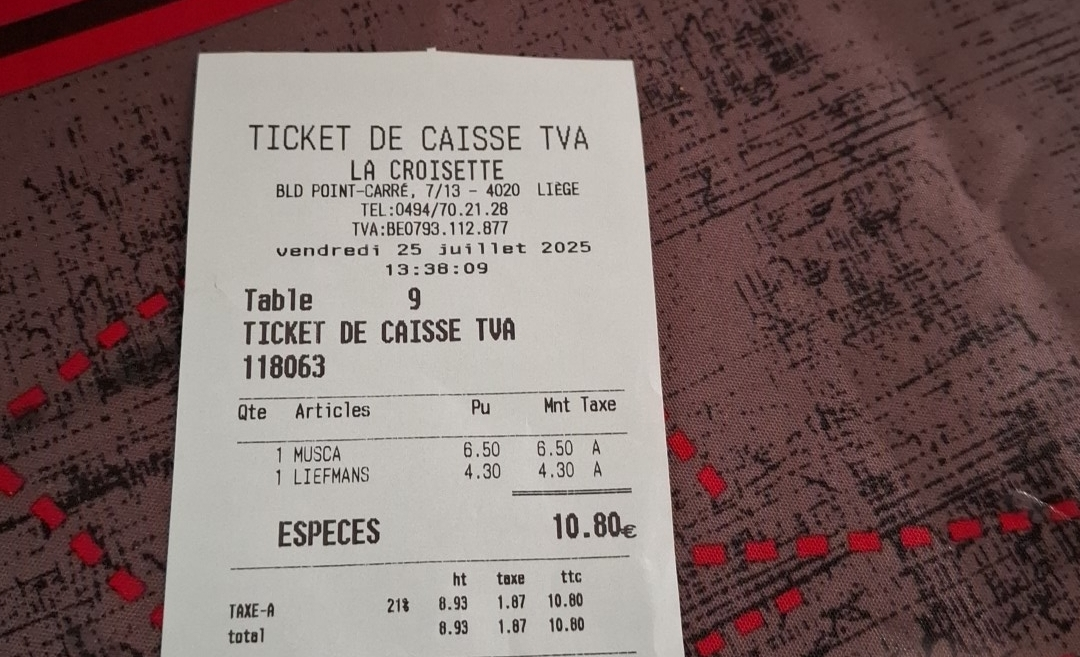 TICKET DE CAISSE TVA
LA CROISETTE
BLD POINT-CARRÉ, 7/13 - 4020 LIÈGE
TEL:0494/70.21.28
TVA:BE0793.112.877
vendredi 25 juillet 2025
13:38:09
Table 9
TICKET DE CAISSE TVA
118063
Qte Articles Pu Mnt Taxe
1 MUSCA 6.50 6.50 A
1 LIEFMANS 4.30 4.30 A
ESPECES 10.80€
ht taxe ttc
TAXE-A 21% 8.93 1.87 10.80
total 8.93 1.87 10.80